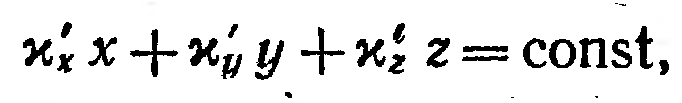 ϰ′ₓ x + ϰ′ᵧ y + ϰ′_z z = const,